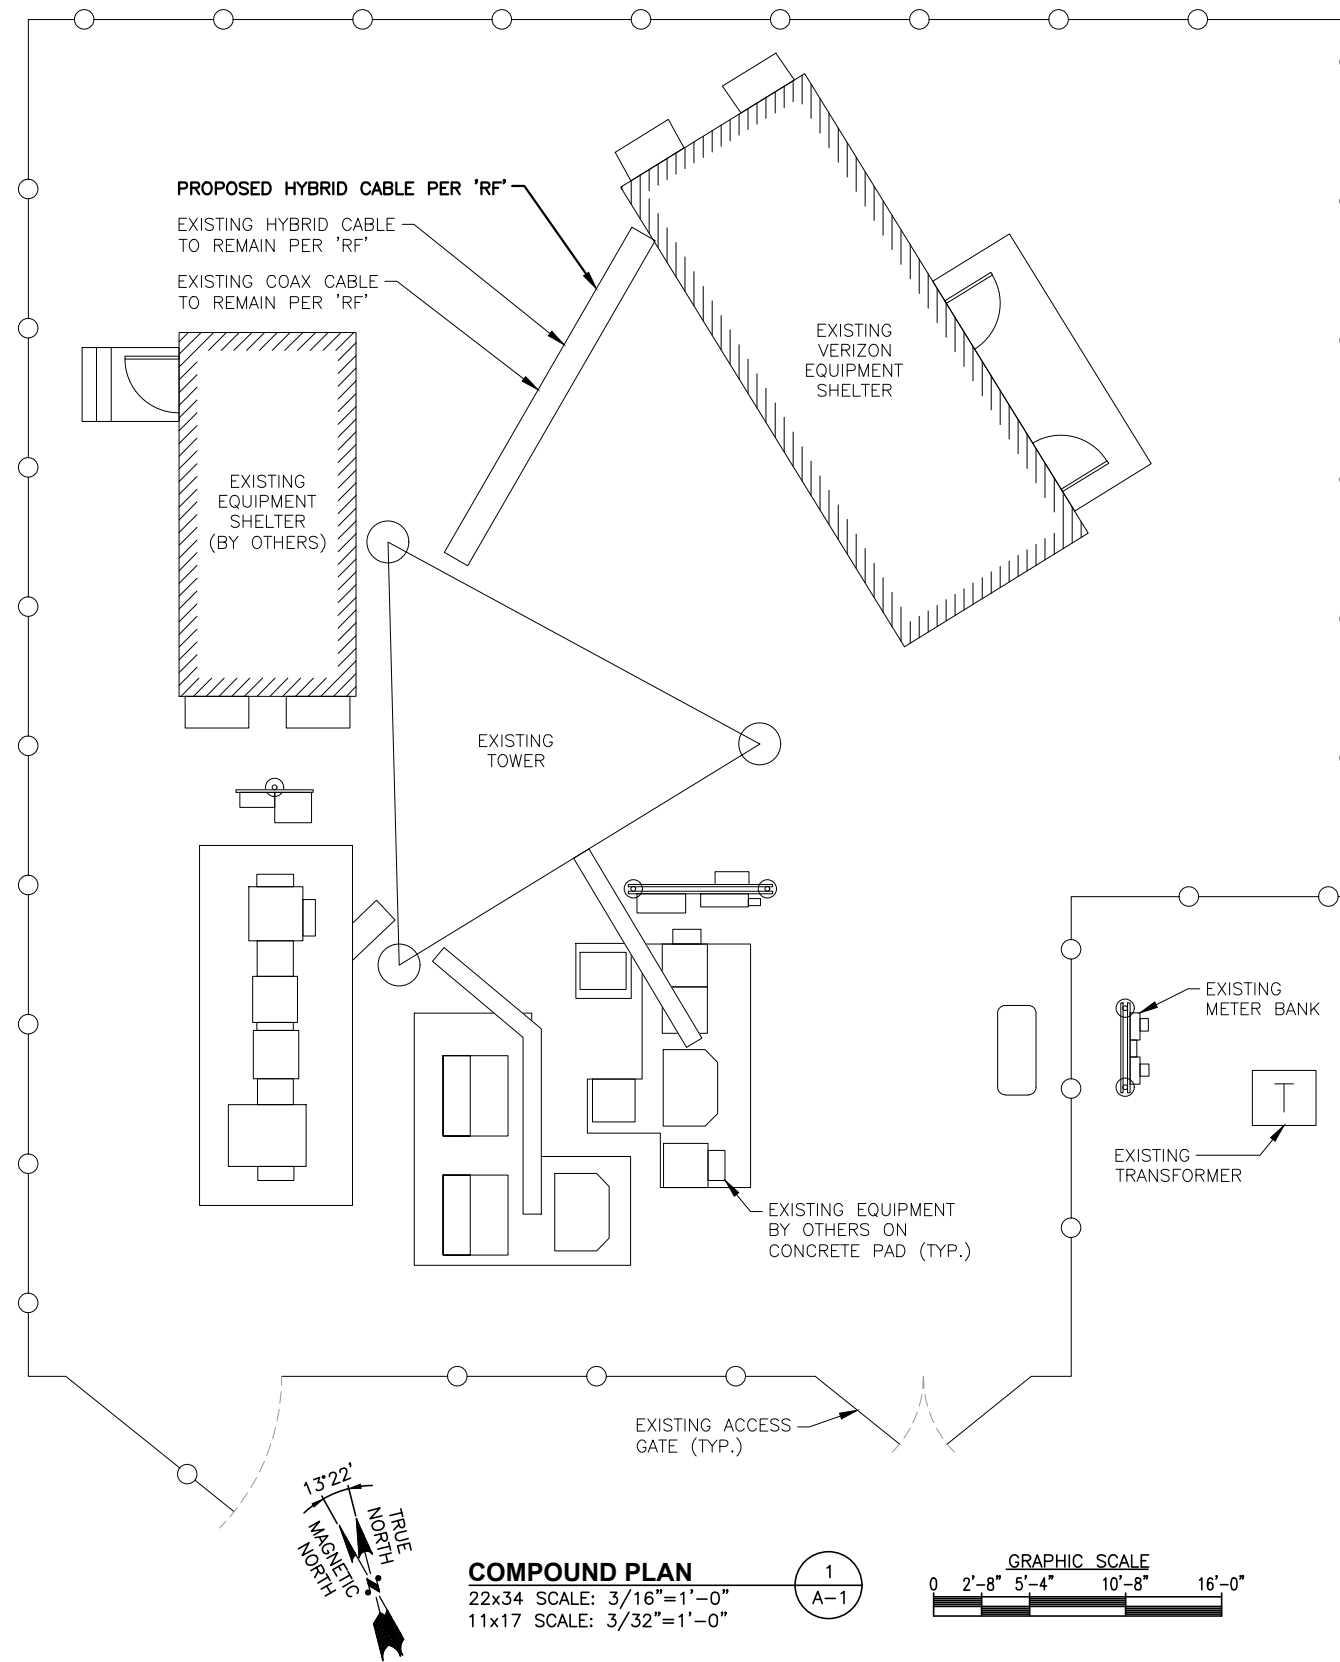 PROPOSED HYBRID CABLE PER 'RF'
EXISTING HYBRID CABLE
TO REMAIN PER 'RF'
EXISTING COAX CABLE
TO REMAIN PER 'RF'
EXISTING
VERIZON
EQUIPMENT
SHELTER
EXISTING
EQUIPMENT
SHELTER
(BY OTHERS)
EXISTING
TOWER
EXISTING
METER BANK
T
EXISTING
TRANSFORMER
EXISTING EQUIPMENT
BY OTHERS ON
CONCRETE PAD (TYP.)
EXISTING ACCESS
GATE (TYP.)
13°22'
TRUE
NORTH
MAGNETIC
NORTH
COMPOUND PLAN
22x34 SCALE: 3/16"=1'-0"
11x17 SCALE: 3/32"=1'-0"
1
A-1
GRAPHIC SCALE
0 2'-8" 5'-4" 10'-8" 16'-0"